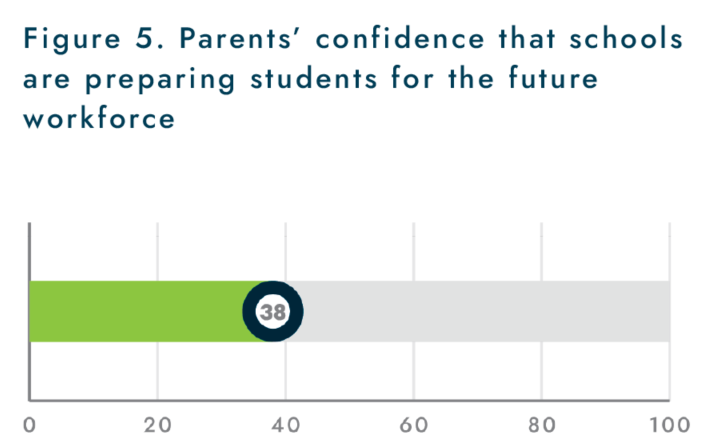 Figure 5. Parents’ confidence that schools
are preparing students for the future
workforce
38
0 20 40 60 80 100